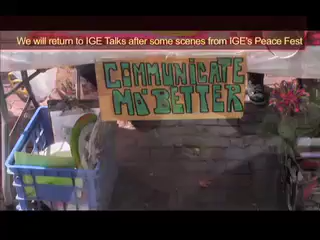 We will return to IGE Talks after some scenes from IGE's Peace Fest
COMMUNICATE
MO'BETTER